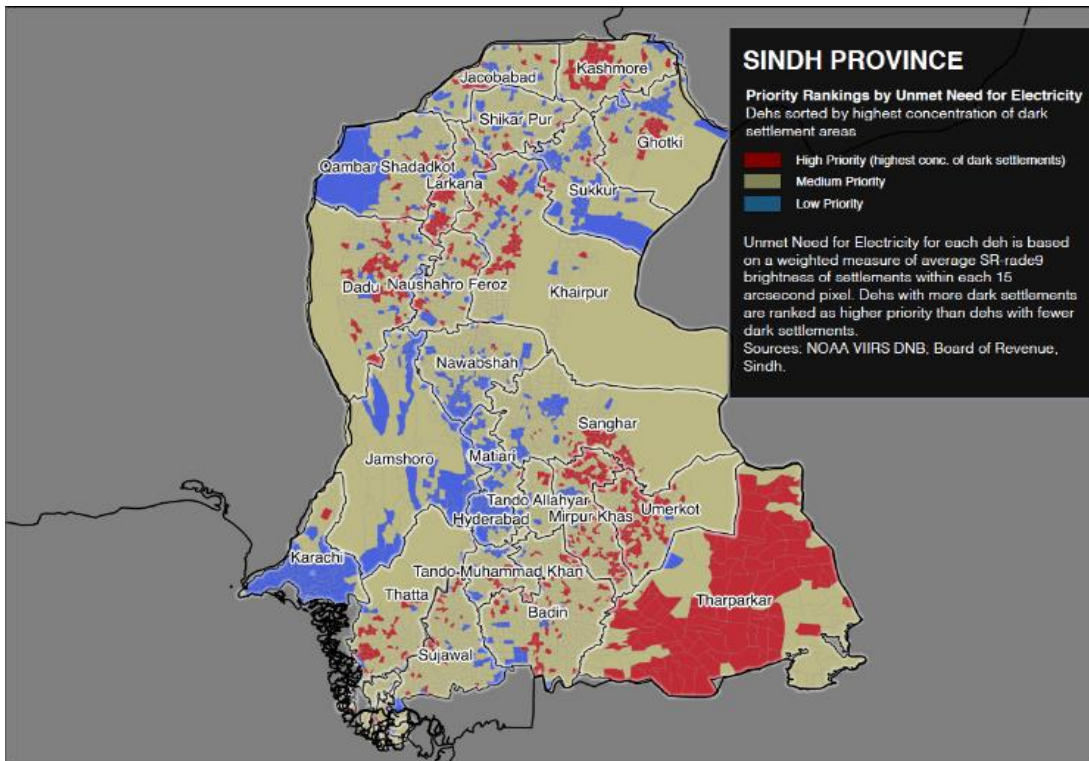 SINDH PROVINCE
Priority Rankings by Unmet Need for Electricity
Dehs sorted by highest concentration of dark
settlement areas
High Priority (highest conc. of dark settlements)
Medium Priority
Low Priority
Unmet Need for Electricity for each deh is based
on a weighted measure of average SR-rade9
brightness of settlements within each 15
arcsecond pixel. Dehs with more dark settlements
are ranked as higher priority than dehs with fewer
dark settlements.
Sources: NOAA VIIRS DNB; Board of Revenue,
Sindh.
Kashmore
Jacobabad
Shikar Pur
Ghotki
Qambar Shadadkot
Larkana
Sukkur
Dadu
Naushahro Feroz
Khairpur
Nawabshah
Sanghar
Jamshoro
Matiari
Tando Allahyar
Umerkot
Hyderabad
Mirpur Khas
Karachi
Tando Muhammad Khan
Thatta
Badin
Tharparkar
Sujawal